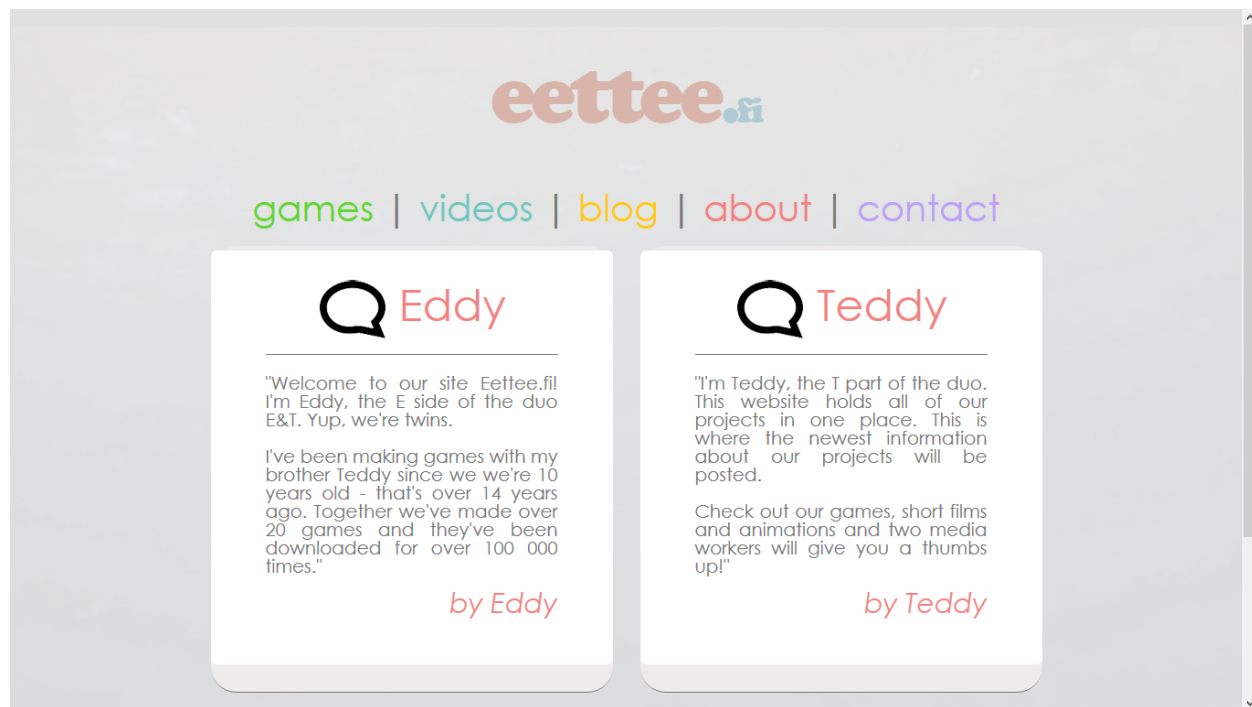 eettee.fi
games | videos | blog | about | contact
Eddy
"Welcome to our site Eettee.fi!
I'm Eddy, the E side of the duo
E&T. Yup, we're twins.
I've been making games with my
brother Teddy since we we're 10
years old - that's over 14 years
ago. Together we've made over
20 games and they've been
downloaded for over 100 000
times."
by Eddy
Teddy
"I'm Teddy, the T part of the duo.
This website holds all of our
projects in one place. This is
where the newest information
about our projects will be
posted.
Check out our games, short films
and animations and two media
workers will give you a thumbs
up!"
by Teddy